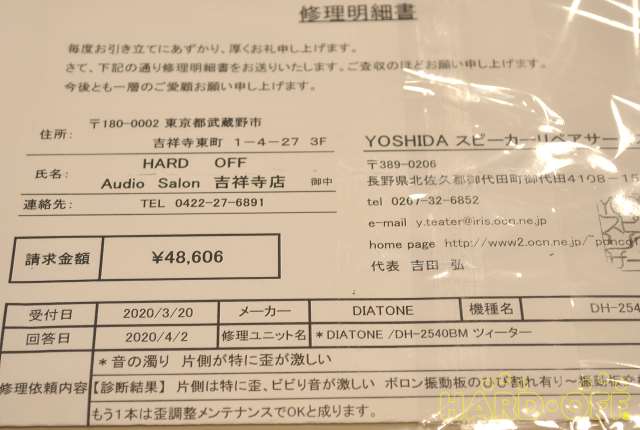 修理明細書
毎度お引き立てにあずかり、厚くお礼申し上げます。
さて、下記の通り修理明細書をお送りいたします。ご査収のほどお願い申し上げます。
今後とも一層のご愛顧お願い申し上げます。
住所: 〒180-0002 東京都武蔵野市
吉祥寺東町 1-4-27 3F
氏名: HARD OFF
Audio Salon 吉祥寺店 御中
連絡先: TEL 0422-27-6891
YOSHIDA スピーカーリペアサー
〒389-0206
長野県北佐久郡御代田町御代田4108-15
tel 0267-32-6852
e-mail y.teater@iris.ocn.ne.jp
home page http://www2.ocn.ne.jp/
代表 吉田 弘
請求金額 ¥48,606
受付日 2020/3/20 メーカー DIATONE 機種名 DH-254
回答日 2020/4/2 修理ユニット名 *DIATONE /DH-2540BM ツィーター
修理依頼内容 *音の濁り 片側が特に歪が激しい
【診断結果】 片側は特に歪、ビビり音が激しい ボロン振動板のひび割れ有り~振動板交
もう1本は歪調整メンテナンスでOKと成ります。
HARD・OFF